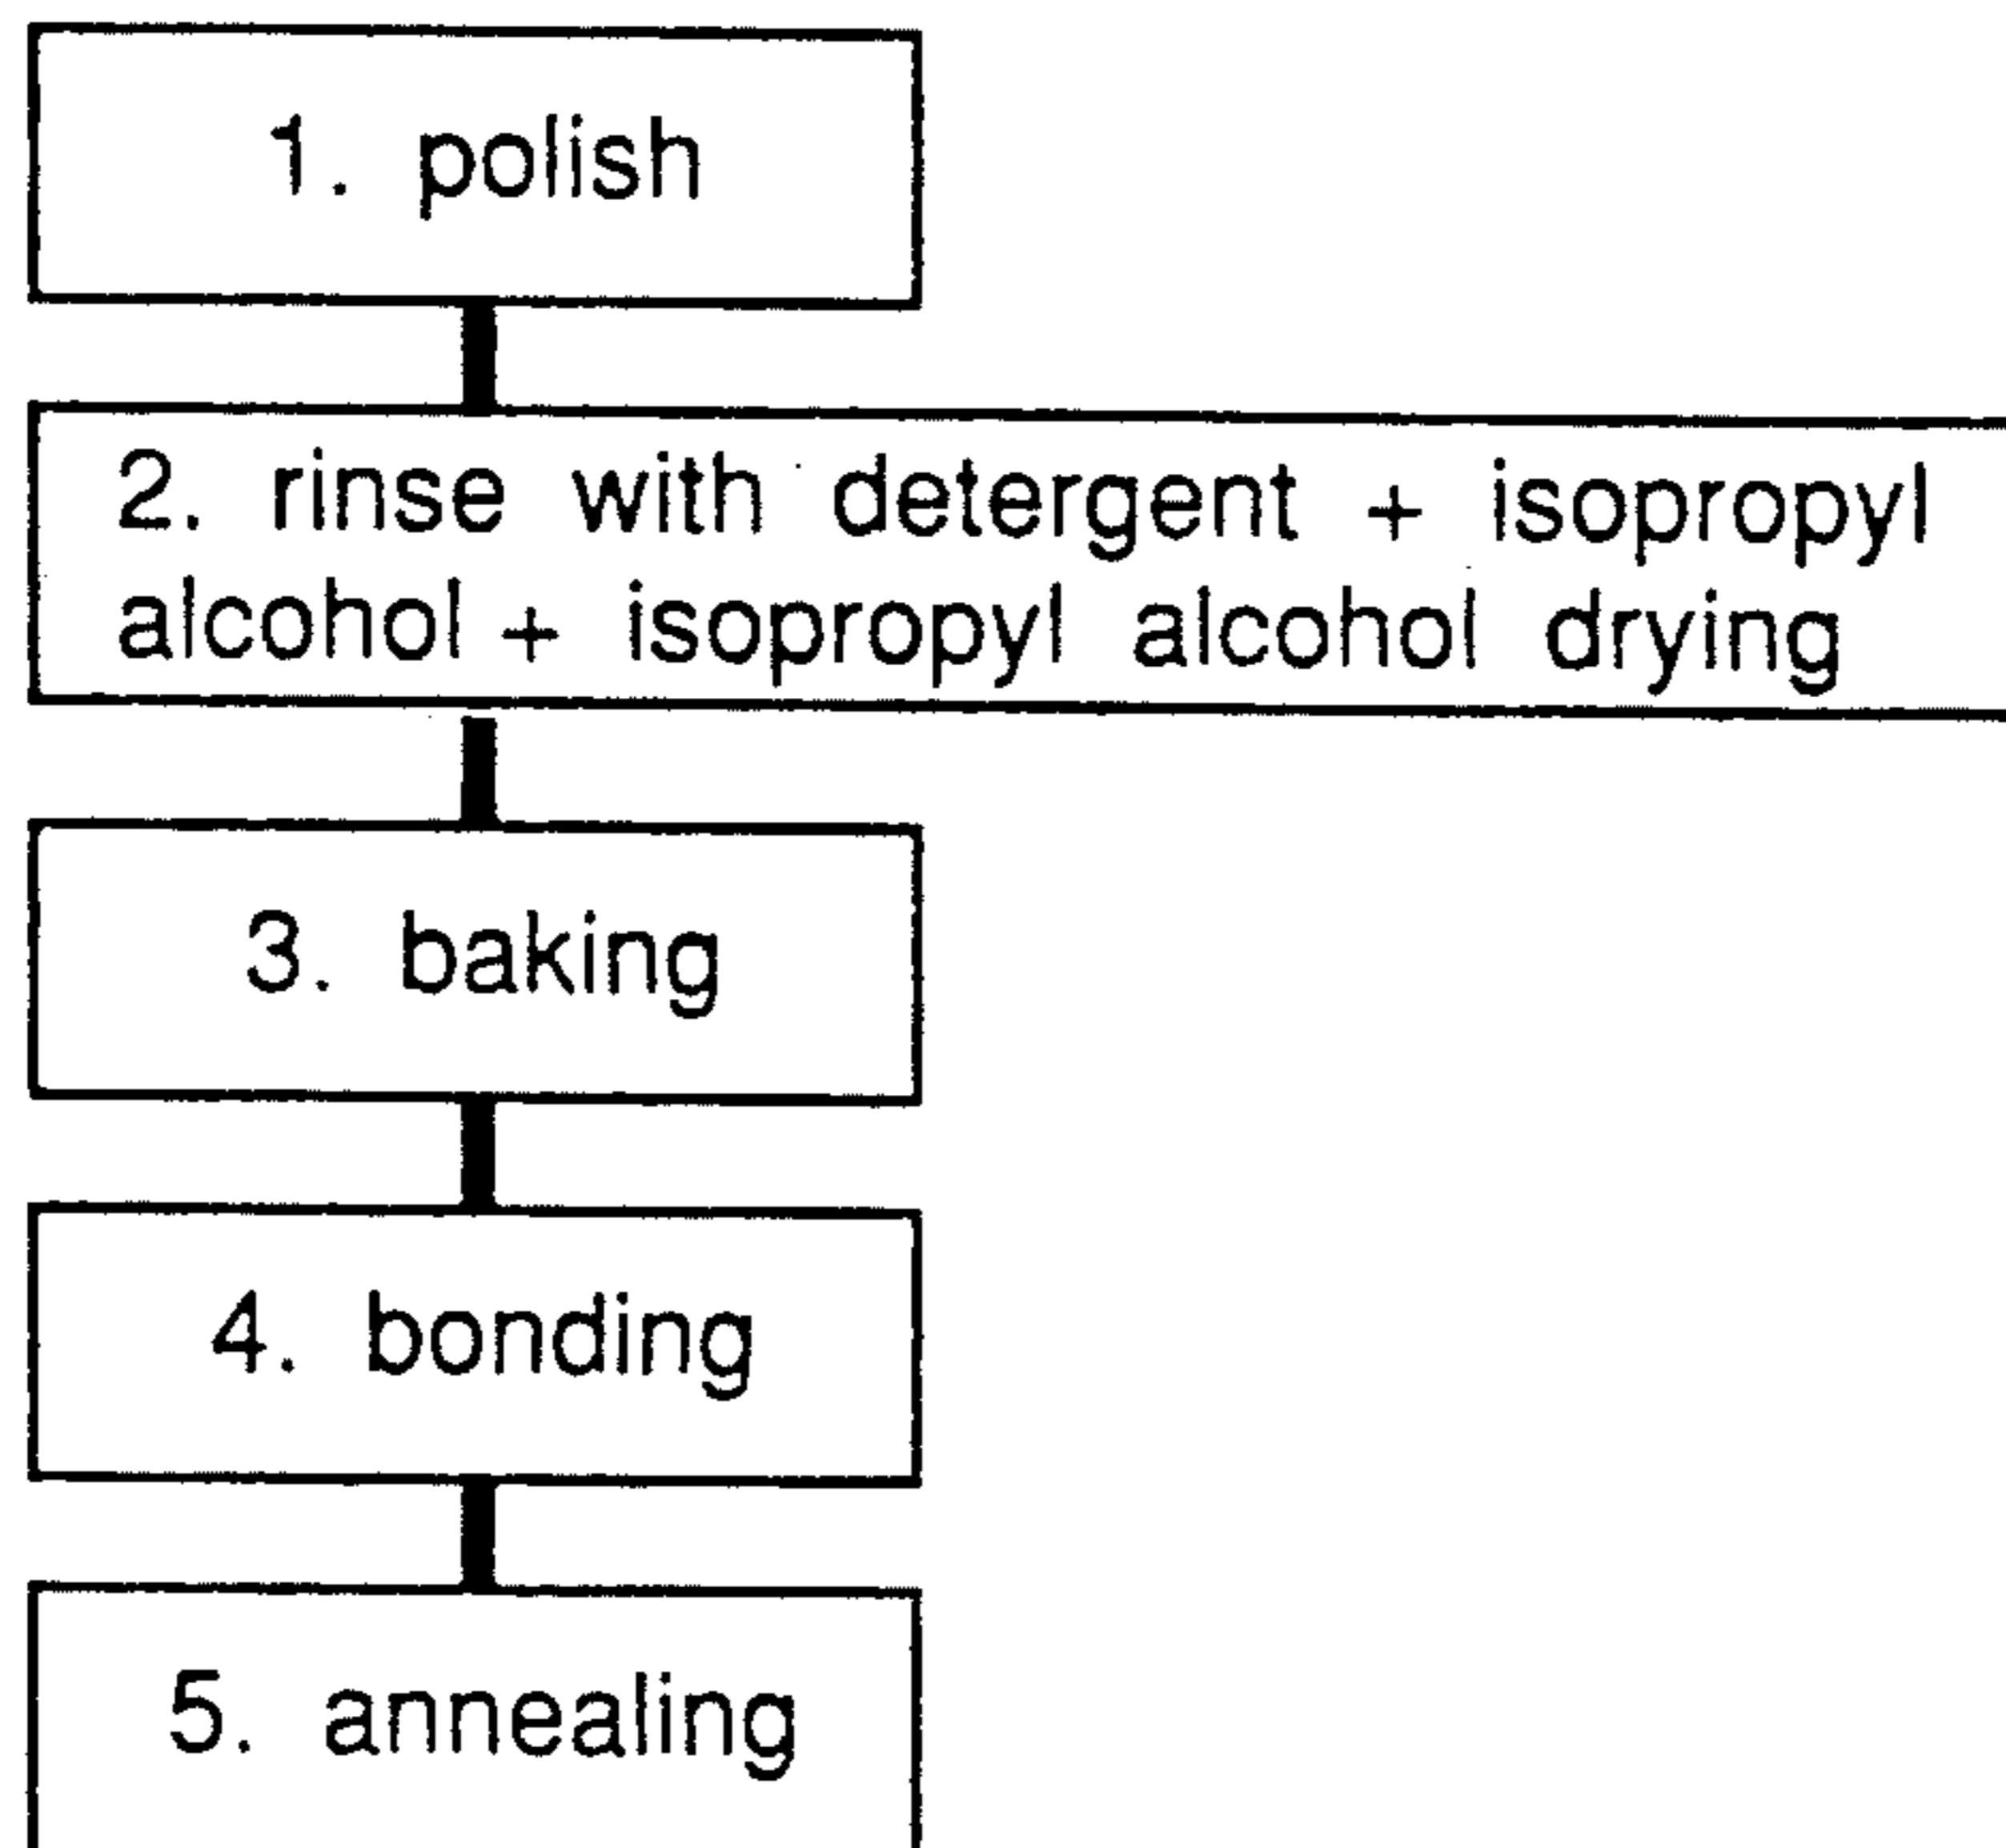 1. polish
2. rinse with detergent + isopropyl
alcohol + isopropyl alcohol drying
3. baking
4. bonding
5. annealing